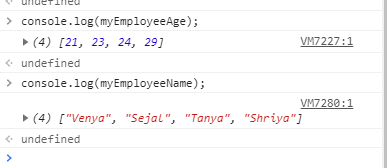 undefined
console.log(myEmployeeAge);
(4) [21, 23, 24, 29] VM7227:1
undefined
console.log(myEmployeeName);
VM7280:1
(4) ["Venya", "Sejal", "Tanya", "Shriya"]
undefined